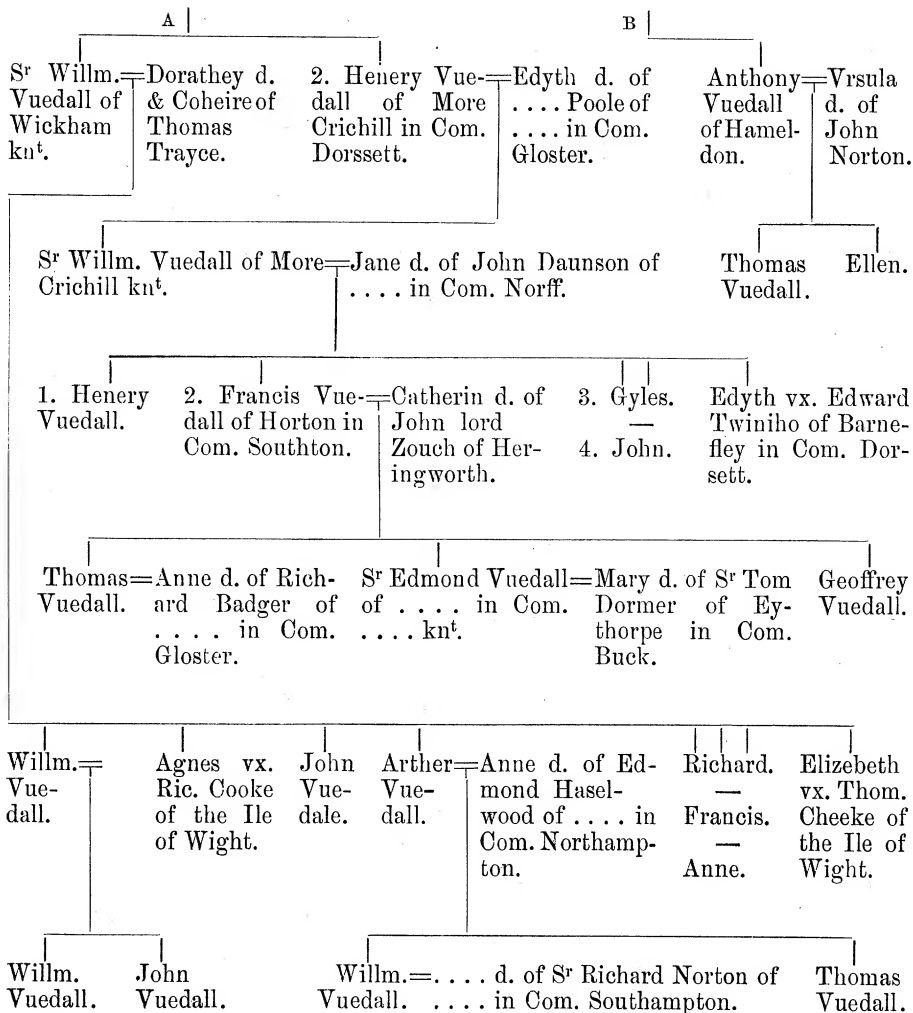 A B
Sr Willm.=Dorathey d. 2. Henery Vue-=Edyth d. of Anthony=Vrsula
Vuedall of & Coheire of dall of More .... Poole of Vuedall d. of
Wickham Thomas Crichill in Com. .... in Com. of Hamel- John
knt. Trayce. Dorssett. Gloster. don. Norton.
Sr Willm. Vuedall of More=Jane d. of John Daunson of Thomas Ellen.
Crichill knt. .... in Com. Norff. Vuedall.
1. Henery 2. Francis Vue-=Catherin d. of 3. Gyles. Edyth vx. Edward
Vuedall. dall of Horton in John lord — Twiniho of Barne-
Com. Southton. Zouch of Her- 4. John. fley in Com. Dor-
ingworth. sett.
Thomas=Anne d. of Rich- Sr Edmond Vuedall=Mary d. of Sr Tom Geoffrey
Vuedall. ard Badger of of .... in Com. Dormer of Ey- Vuedall.
.... in Com. .... knt. thorpe in Com.
Gloster. Buck.
Willm.= Agnes vx. John Arther=Anne d. of Ed- Richard. Elizebeth
Vue- Ric. Cooke Vue- Vue- mond Hasel- — vx. Thom.
dall. of the Ile dale. dall. wood of .... in Francis. Cheeke of
of Wight. Com. Northamp- — the Ile of
ton. Anne. Wight.
Willm. John Willm.=.... d. of Sr Richard Norton of Thomas
Vuedall. Vuedall. Vuedall. .... in Com. Southampton. Vuedall.